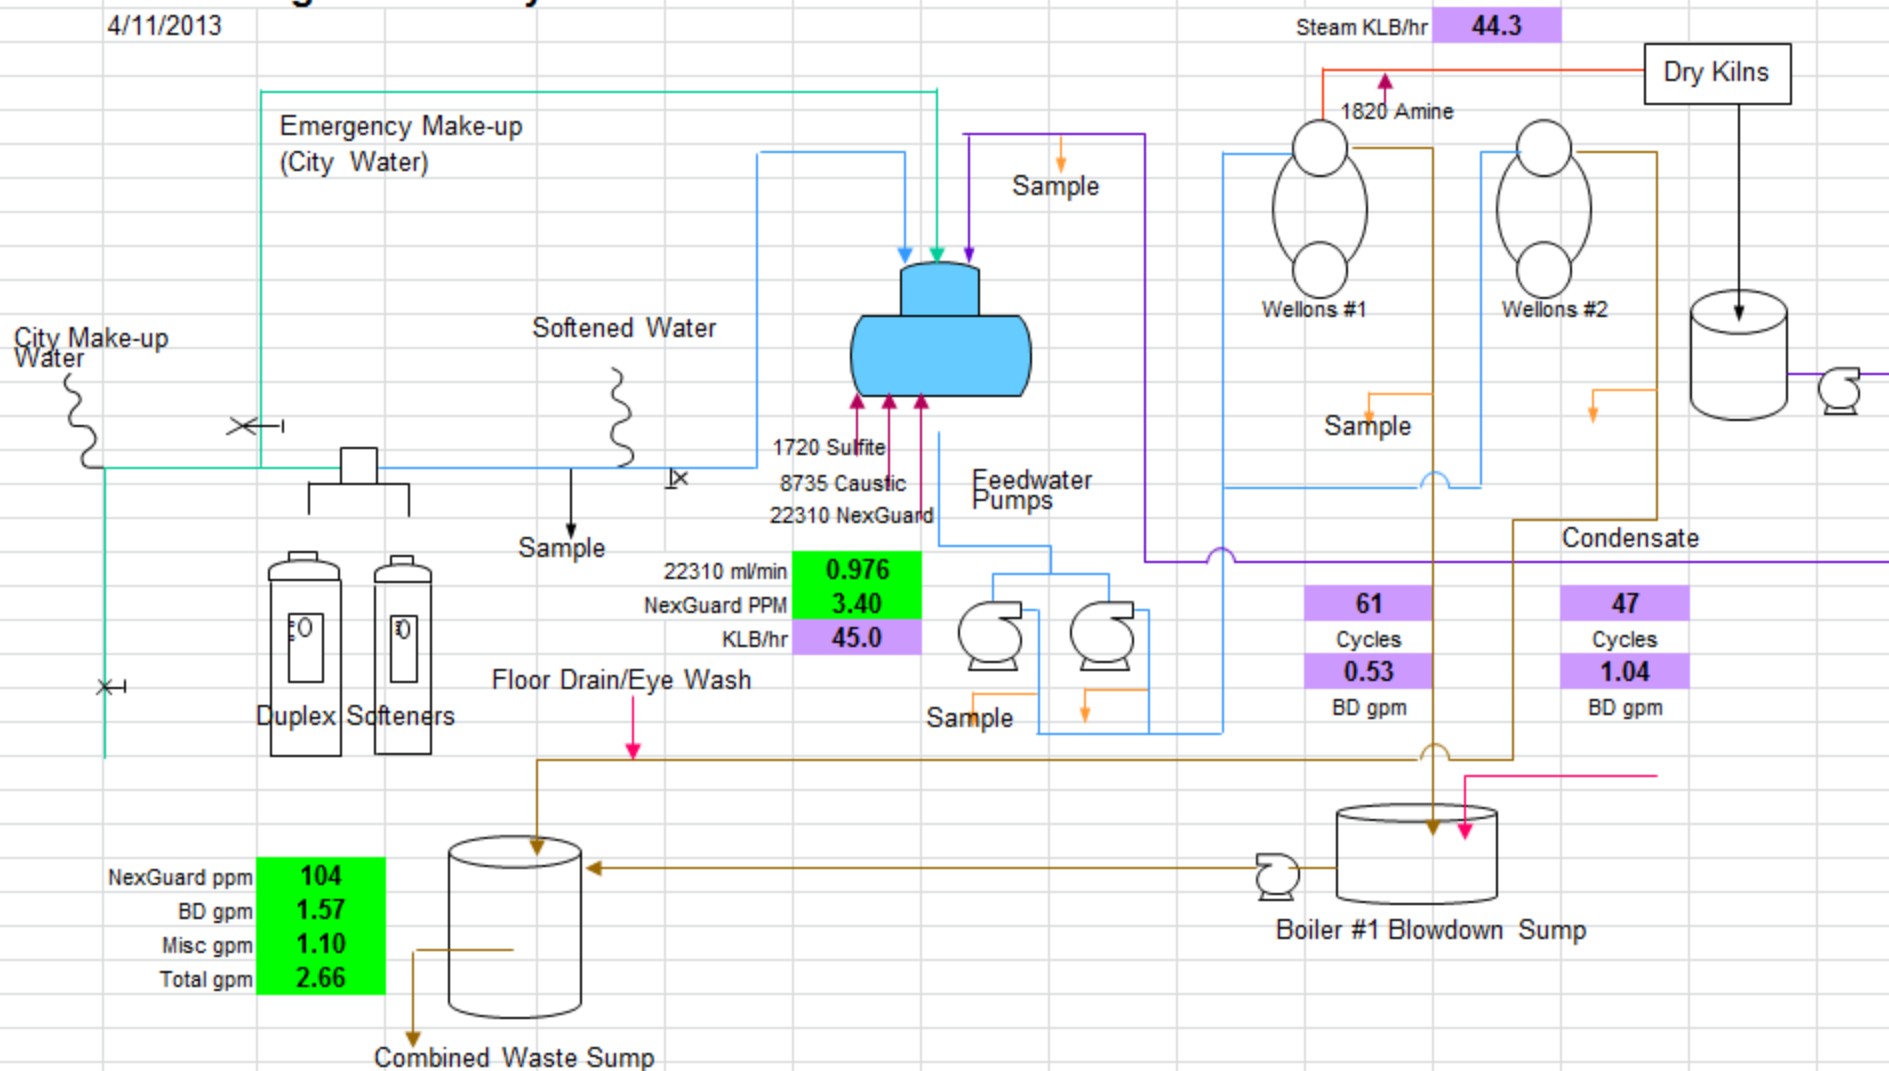 4/11/2013
Steam KLB/hr 44.3
Dry Kilns
1820 Amine
Emergency Make-up
(City Water)
Sample
Wellons #1
Wellons #2
City Make-up
Water
Softened Water
Sample
1720 Sulfite
8735 Caustic
22310 NexGuard
Feedwater
Pumps
Sample
Condensate
22310 ml/min 0.976
NexGuard PPM 3.40
KLB/hr 45.0
61
Cycles
0.53
BD gpm
47
Cycles
1.04
BD gpm
Floor Drain/Eye Wash
Duplex Softeners
Sample
NexGuard ppm 104
BD gpm 1.57
Misc gpm 1.10
Total gpm 2.66
Boiler #1 Blowdown Sump
Combined Waste Sump